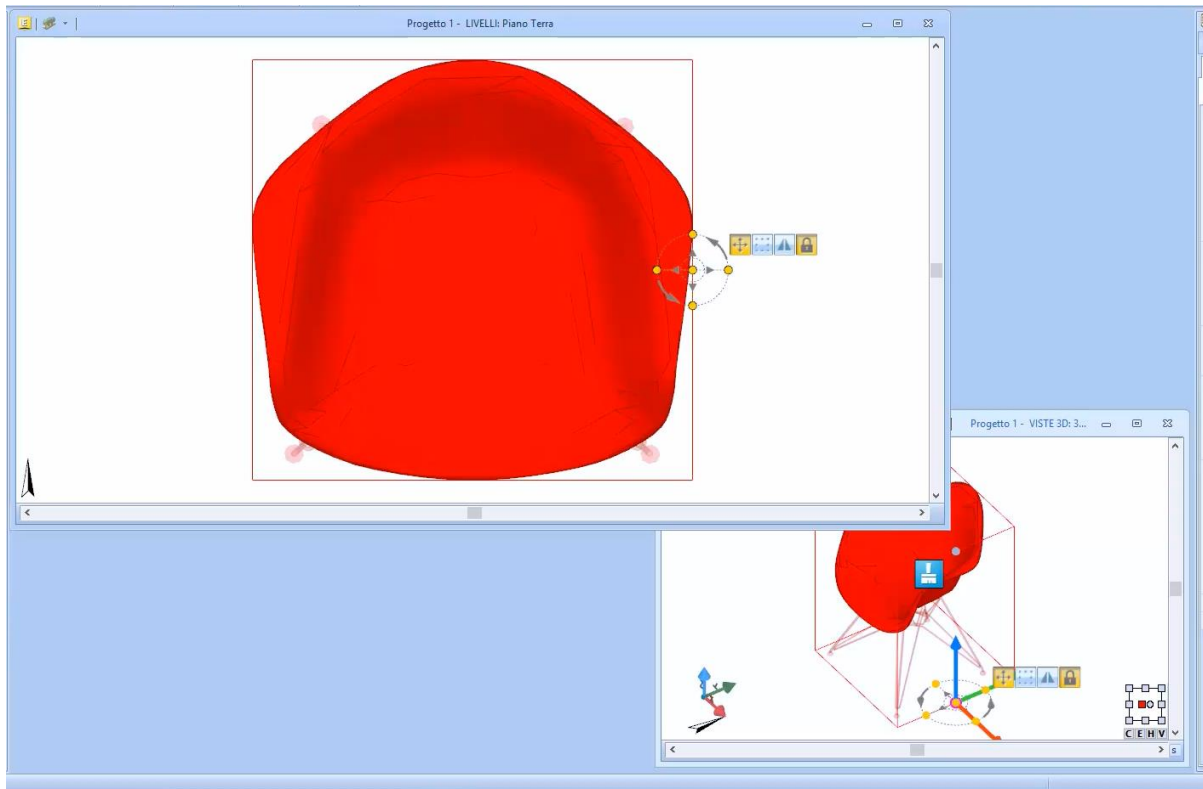 Progetto 1 - LIVELLI: Piano Terra
Progetto 1 - VISTE 3D: 3...
C E H V
s